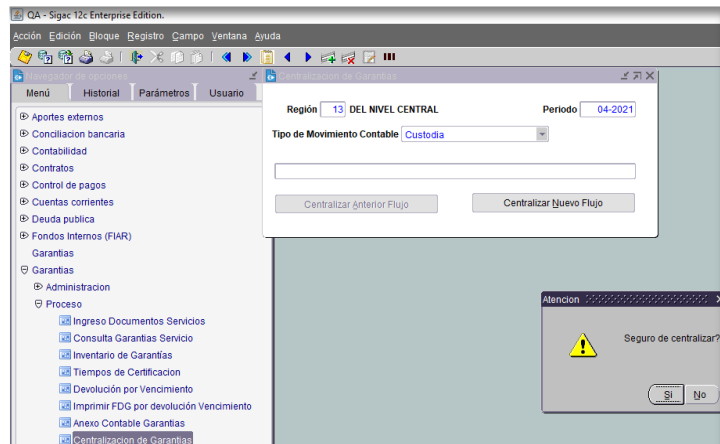 QA - Sigac 12c Enterprise Edition.
Acción Edición Bloque Registro Campo Ventana Ayuda
Navegador de opciones
Menú Historial Parámetros Usuario
Aportes externos
Conciliacion bancaria
Contabilidad
Contratos
Control de pagos
Cuentas corrientes
Deuda publica
Fondos Internos (FIAR)
Garantias
Garantias
Administracion
Proceso
Ingreso Documentos Servicios
Consulta Garantias Servicio
Inventario de Garantías
Tiempos de Certificacion
Devolución por Vencimiento
Imprimir FDG por devolución Vencimiento
Anexo Contable Garantias
Centralizacion de Garantias
Centralizacion de Garantias
Región 13 DEL NIVEL CENTRAL Periodo 04-2021
Tipo de Movimiento Contable Custodia
Centralizar Anterior Flujo Centralizar Nuevo Flujo
Atencion
Seguro de centralizar?
Si No